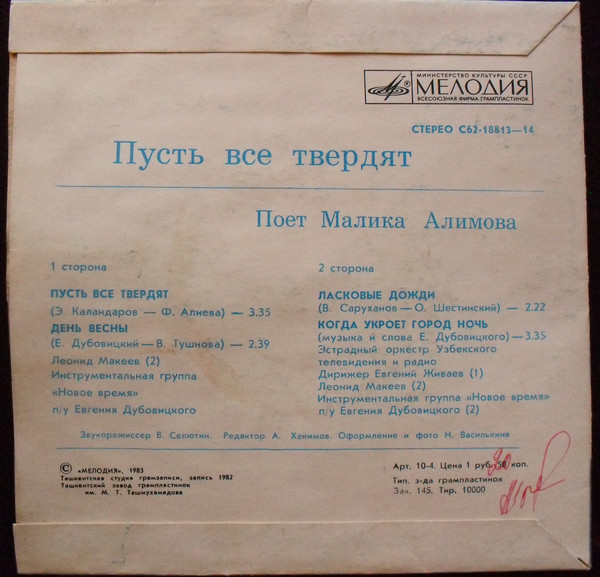 МИНИСТЕРСТВО КУЛЬТУРЫ СССР
МЕЛОДИЯ
ВСЕСОЮЗНАЯ ФИРМА ГРАМПЛАСТИНОК
СТЕРЕО С62-18813—14
Пусть все твердят
Поет Малика Алимова
1 сторона
ПУСТЬ ВСЕ ТВЕРДЯТ
(Э. Каландаров — Ф. Алиева) — 3.35
ДЕНЬ ВЕСНЫ
(Е. Дубовицкий — В. Тушнова) — 2.39
Леонид Макеев (2)
Инструментальная группа
«Новое время»
п/у Евгения Дубовицкого
2 сторона
ЛАСКОВЫЕ ДОЖДИ
(В. Саруханов — О. Шестинский) — 2.22
КОГДА УКРОЕТ ГОРОД НОЧЬ
(музыка и слова Е. Дубовицкого) — 3.35
Эстрадный оркестр Узбекского
телевидения и радио
Дирижер Евгений Живаев (1)
Леонид Макеев (2)
Инструментальная группа «Новое время»
п/у Евгения Дубовицкого (2)
Звукорежиссер В. Селютин. Редактор А. Хакимов. Оформление и фото Н. Васильkина
© «МЕЛОДИЯ», 1983
Ташкентская студия грамзаписи, запись 1982
Ташкентский завод грампластинок
им. М. Т. Ташмухамедова
Арт. 10-4. Цена 1 руб. 50 коп.
Тип. з-да грампластинок
Зак. 145. Тир. 10000